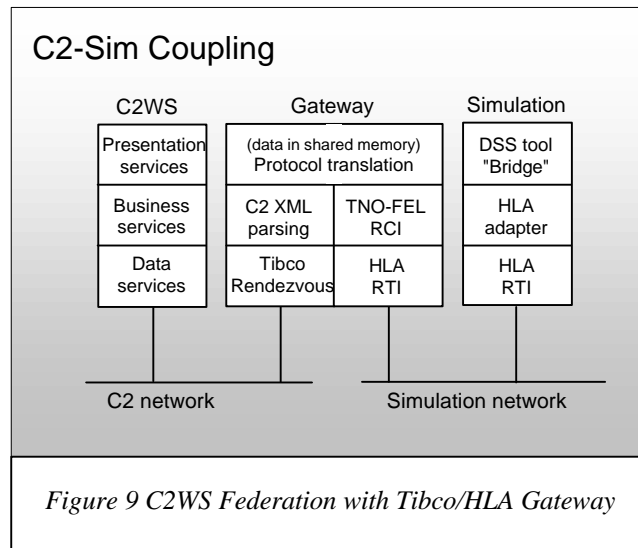 C2-Sim Coupling
C2WS
Gateway
Simulation
Presentation
services
Business
services
Data
services
(data in shared memory)
Protocol translation
C2 XML
parsing
TNO-FEL
RCI
Tibco
Rendezvous
HLA
RTI
DSS tool
"Bridge"
HLA
adapter
HLA
RTI
C2 network
Simulation network
Figure 9 C2WS Federation with Tibco/HLA Gateway